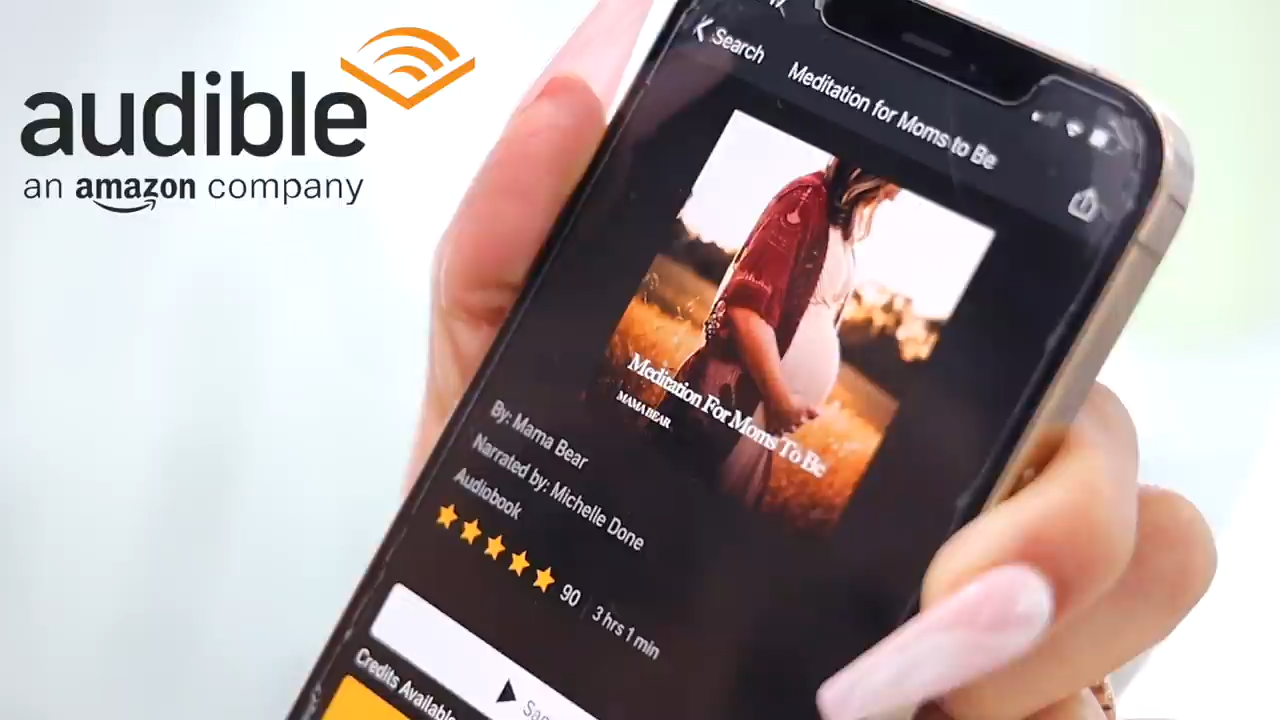 audible
an amazon company
Search
Meditation for Moms to Be
Meditation For Moms To Be
MAMA BEAR
By: Mama Bear
Narrated by: Michelle Done
Audiobook
90 3 hrs 1 min
Credits Available